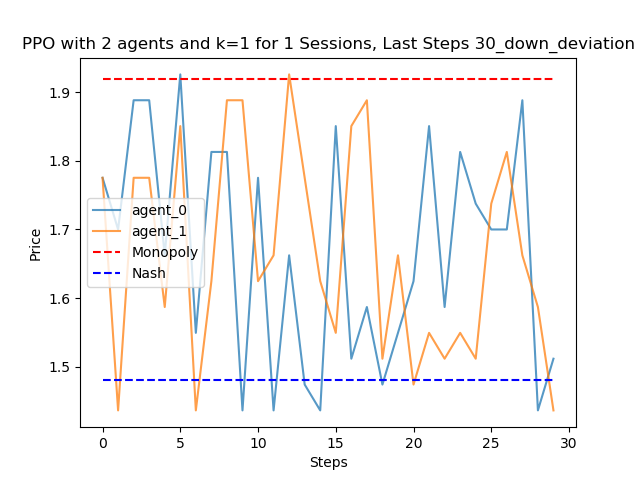 PPO with 2 agents and k=1 for 1 Sessions, Last Steps 30_down_deviation
1.9
1.8
1.7
1.6
1.5
Price
agent_0
agent_1
Monopoly
Nash
0 5 10 15 20 25 30
Steps